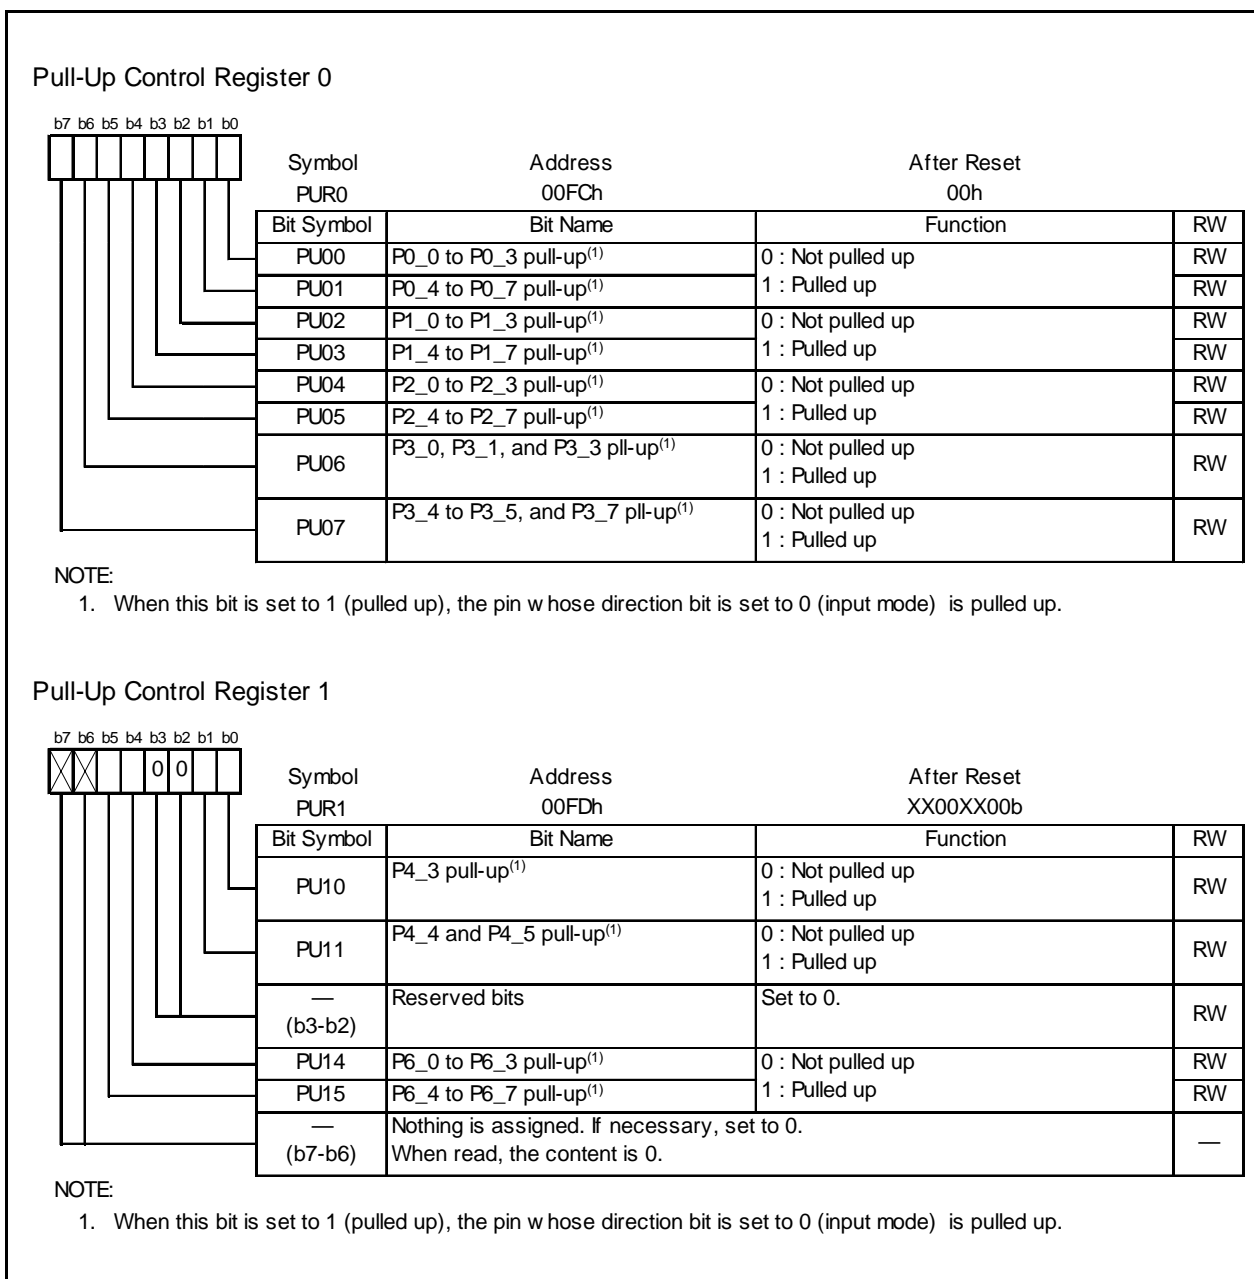 Pull-Up Control Register 0
b7 b6 b5 b4 b3 b2 b1 b0
Symbol Address After Reset
PUR0 00FCh 00h
Bit Symbol Bit Name Function RW
PU00 P0_0 to P0_3 pull-up(1) 0 : Not pulled up RW
PU01 P0_4 to P0_7 pull-up(1) 1 : Pulled up RW
PU02 P1_0 to P1_3 pull-up(1) 0 : Not pulled up RW
PU03 P1_4 to P1_7 pull-up(1) 1 : Pulled up RW
PU04 P2_0 to P2_3 pull-up(1) 0 : Not pulled up RW
PU05 P2_4 to P2_7 pull-up(1) 1 : Pulled up RW
PU06 P3_0, P3_1, and P3_3 pll-up(1) 0 : Not pulled up RW
1 : Pulled up
PU07 P3_4 to P3_5, and P3_7 pll-up(1) 0 : Not pulled up RW
1 : Pulled up
NOTE:
1. When this bit is set to 1 (pulled up), the pin whose direction bit is set to 0 (input mode) is pulled up.
Pull-Up Control Register 1
b7 b6 b5 b4 b3 b2 b1 b0
0 0
Symbol Address After Reset
PUR1 00FDh XX00XX00b
Bit Symbol Bit Name Function RW
PU10 P4_3 pull-up(1) 0 : Not pulled up RW
1 : Pulled up
PU11 P4_4 and P4_5 pull-up(1) 0 : Not pulled up RW
1 : Pulled up
— Reserved bits Set to 0. RW
(b3-b2)
PU14 P6_0 to P6_3 pull-up(1) 0 : Not pulled up RW
PU15 P6_4 to P6_7 pull-up(1) 1 : Pulled up RW
— Nothing is assigned. If necessary, set to 0. —
(b7-b6) When read, the content is 0.
NOTE:
1. When this bit is set to 1 (pulled up), the pin whose direction bit is set to 0 (input mode) is pulled up.